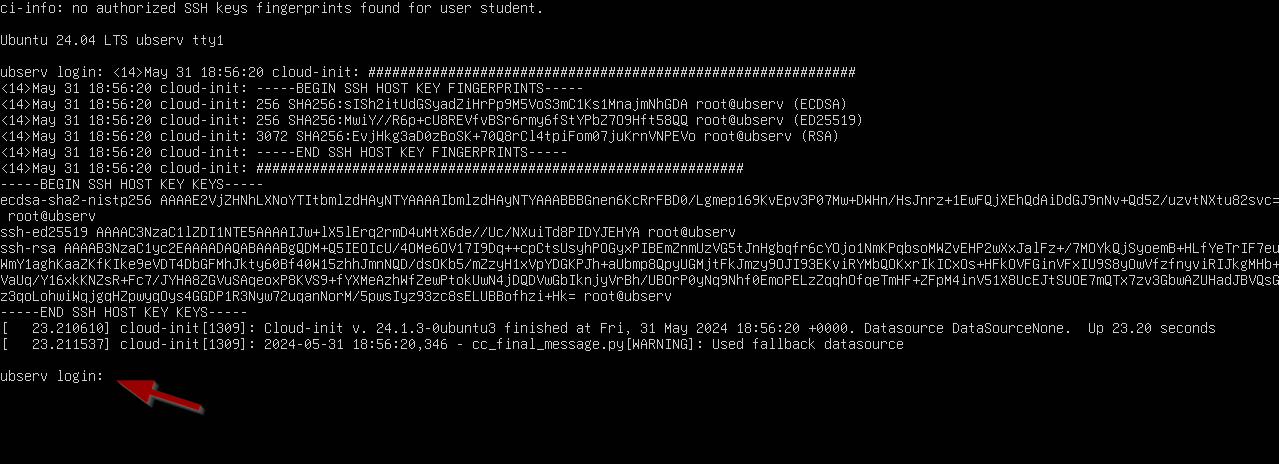 ci-info: no authorized SSH keys fingerprints found for user student.
Ubuntu 24.04 LTS ubserv tty1
ubserv login: <14>May 31 18:56:20 cloud-init: #############################################################
<14>May 31 18:56:20 cloud-init: -----BEGIN SSH HOST KEY FINGERPRINTS-----
<14>May 31 18:56:20 cloud-init: 256 SHA256:sISh2itUdGSyadZiHrPp9M5VoS3mC1Ks1MnajmNhGDA root@ubserv (ECDSA)
<14>May 31 18:56:20 cloud-init: 256 SHA256:MwiY//R6p+cU8REVfvBSr6rmy6fStYPbZ7O9Hft58QQ root@ubserv (ED25519)
<14>May 31 18:56:20 cloud-init: 3072 SHA256:EvjHkg3aD0zBoSK+70Q8rCl4tpiFom07juKrnVNPEVo root@ubserv (RSA)
<14>May 31 18:56:20 cloud-init: -----END SSH HOST KEY FINGERPRINTS-----
<14>May 31 18:56:20 cloud-init: #############################################################
-----BEGIN SSH HOST KEY KEYS-----
ecdsa-sha2-nistp256 AAAAE2VjZHNhLXNoYTItbmlzdHAyNTYAAAAIbmlzdHAyNTYAAABBBGnen6KcRrFBD0/Lgmep169KvEpv3P07Mw+DWHn/HsJnrz+1EwFQjXEhQdAiDdGJ9nNv+Qd5Z/uzvtNXtu82svc=
root@ubserv
ssh-ed25519 AAAAC3NzaC1lZDI1NTE5AAAAIJw+lX5lErq2rmD4uMtX6de//Uc/NXuiTd8PIDYJEHYA root@ubserv
ssh-rsa AAAAB3NzaC1yc2EAAAADAQABAAABgQDM+Q5IEOIcU/4OMe6OV17I9Dq++cpCtsUsyhPOGyxPIBEmZnmUzVG5tJnHgbqfr6cYOjo1NmKPqbsoMWZvEHP2wXxJalFz+/7MOYkQjSyoemB+HLfYeTrIF7eu
WmY1aghKaaZKfKIKe9eVDT4DbGFMhJkty60Bf40W15zhhJmnNQD/dsOKb5/mZzyH1xVpYDGKPJh+aUbmp8QpyUGMjtFkJmzy9OJI93EKviRYMbQOKxrIkICxOs+HFkOVFGinVFxIU9S8yOwVfzfnyviRIJkgMHb+
VaUq/Y16xkKNZsR+Fc7/JYHA8ZGVuSAqeoxP8KVS9+fYXMeAzhWfZewPtokUwN4jDQDVwGbIknjyVrBh/UBOrP0yNq9Nhf0EmoPELzZqqhOfqeTmHF+ZFpM4inV51X8UcEJtSUOE7mQTx7zv3GbwAZUHadJBVQsG
z3qoLohwiWqjgqHZpwyqOys4GGDP1R3Nyw72uqanNorM/5pwsIyz93zc8sELUBBofhzi+Hk= root@ubserv
-----END SSH HOST KEY KEYS-----
[   23.210610] cloud-init[1309]: Cloud-init v. 24.1.3-0ubuntu3 finished at Fri, 31 May 2024 18:56:20 +0000. Datasource DataSourceNone.  Up 23.20 seconds
[   23.211537] cloud-init[1309]: 2024-05-31 18:56:20,346 - cc_final_message.py[WARNING]: Used fallback datasource
ubserv login: